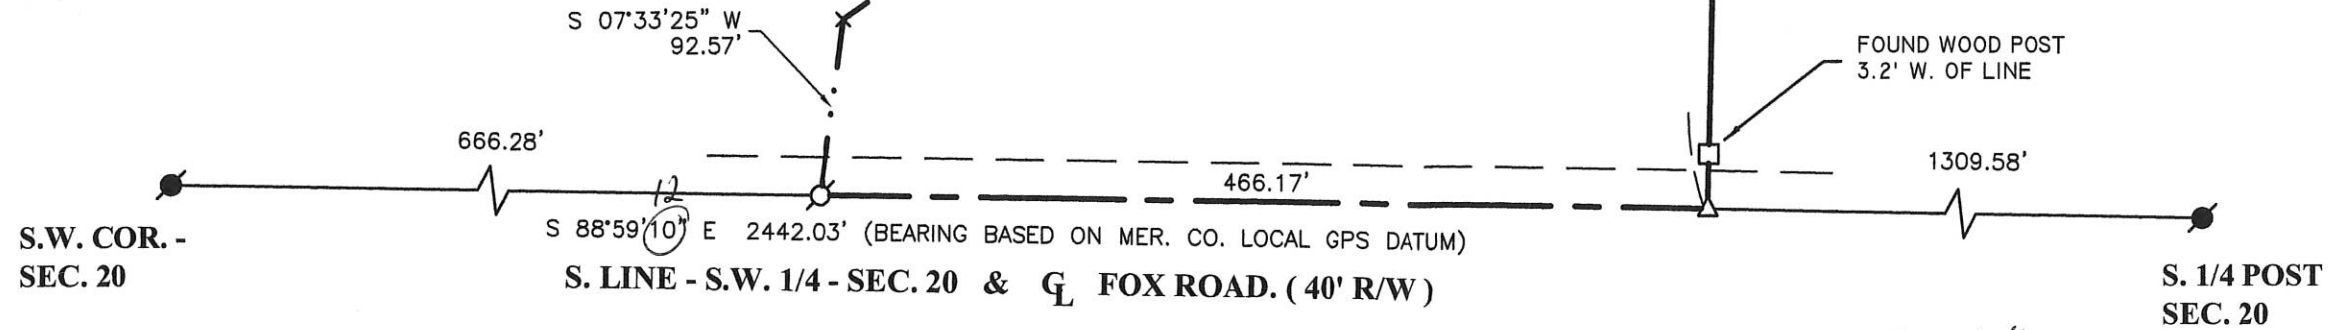 S 07°33'25" W
92.57'
FOUND WOOD POST
3.2' W. OF LINE
666.28'
1309.58'
466.17'
12
S 88°59'10" E 2442.03' (BEARING BASED ON MER. CO. LOCAL GPS DATUM)
S.W. COR. -
SEC. 20
S. LINE - S.W. 1/4 - SEC. 20 & ℄ FOX ROAD. ( 40' R/W )
S. 1/4 POST
SEC. 20